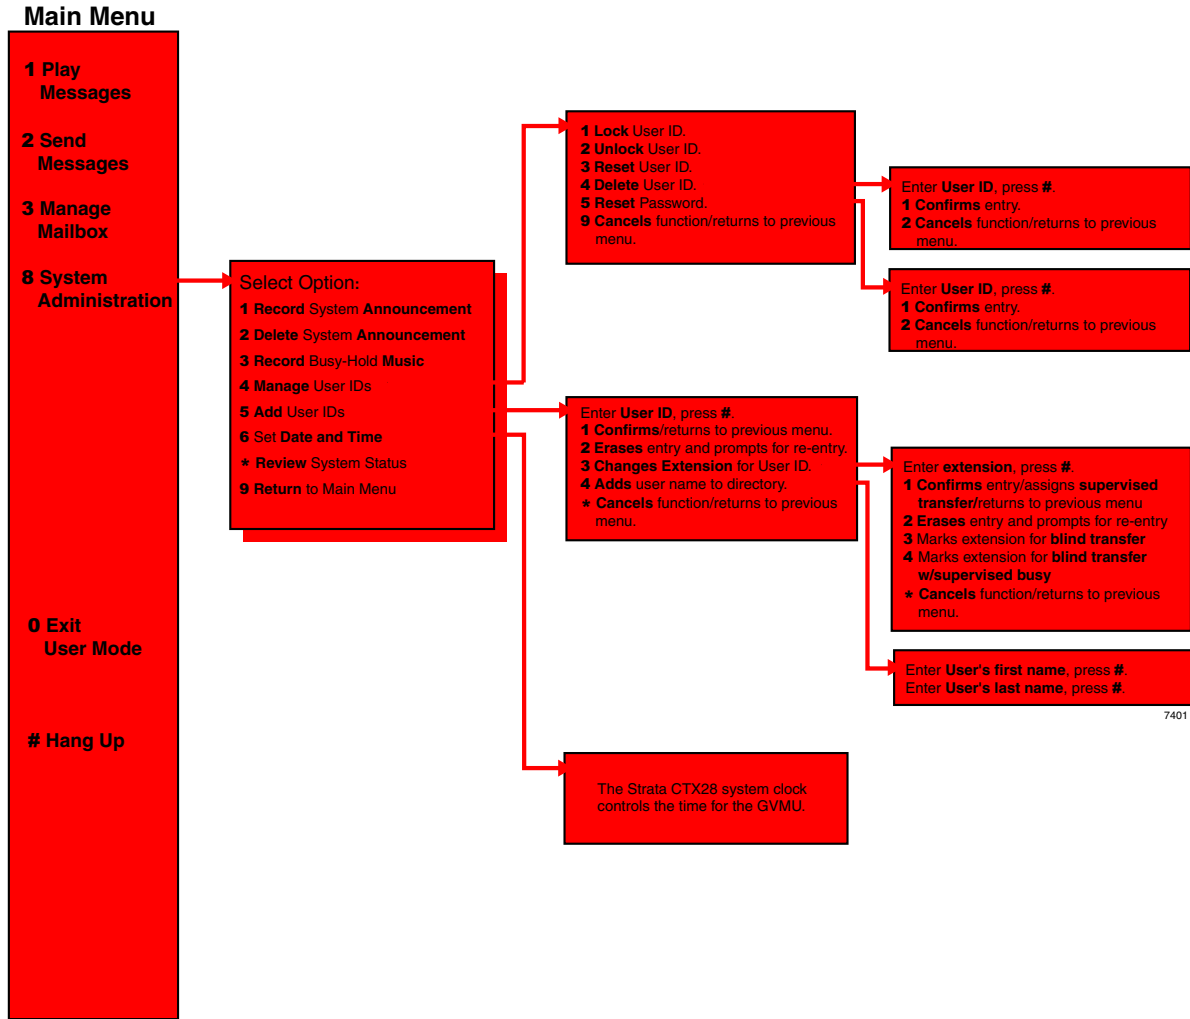 Main Menu
1 Play
Messages
2 Send
Messages
3 Manage
Mailbox
8 System
Administration
0 Exit
User Mode
# Hang Up
Select Option:
1 Record System Announcement
2 Delete System Announcement
3 Record Busy-Hold Music
4 Manage User IDs
5 Add User IDs
6 Set Date and Time
* Review System Status
9 Return to Main Menu
1 Lock User ID.
2 Unlock User ID.
3 Reset User ID.
4 Delete User ID.
5 Reset Password.
9 Cancels function/returns to previous
menu.
Enter User ID, press #.
1 Confirms entry.
2 Cancels function/returns to previous
menu.
Enter User ID, press #.
1 Confirms entry.
2 Cancels function/returns to previous
menu.
Enter User ID, press #.
1 Confirms/returns to previous menu.
2 Erases entry and prompts for re-entry.
3 Changes Extension for User ID.
4 Adds user name to directory.
* Cancels function/returns to previous
menu.
Enter extension, press #.
1 Confirms entry/assigns supervised
transfer/returns to previous menu
2 Erases entry and prompts for re-entry
3 Marks extension for blind transfer
4 Marks extension for blind transfer
w/supervised busy
* Cancels function/returns to previous
menu.
Enter User's first name, press #.
Enter User's last name, press #.
7401
The Strata CTX28 system clock
controls the time for the GVMU.